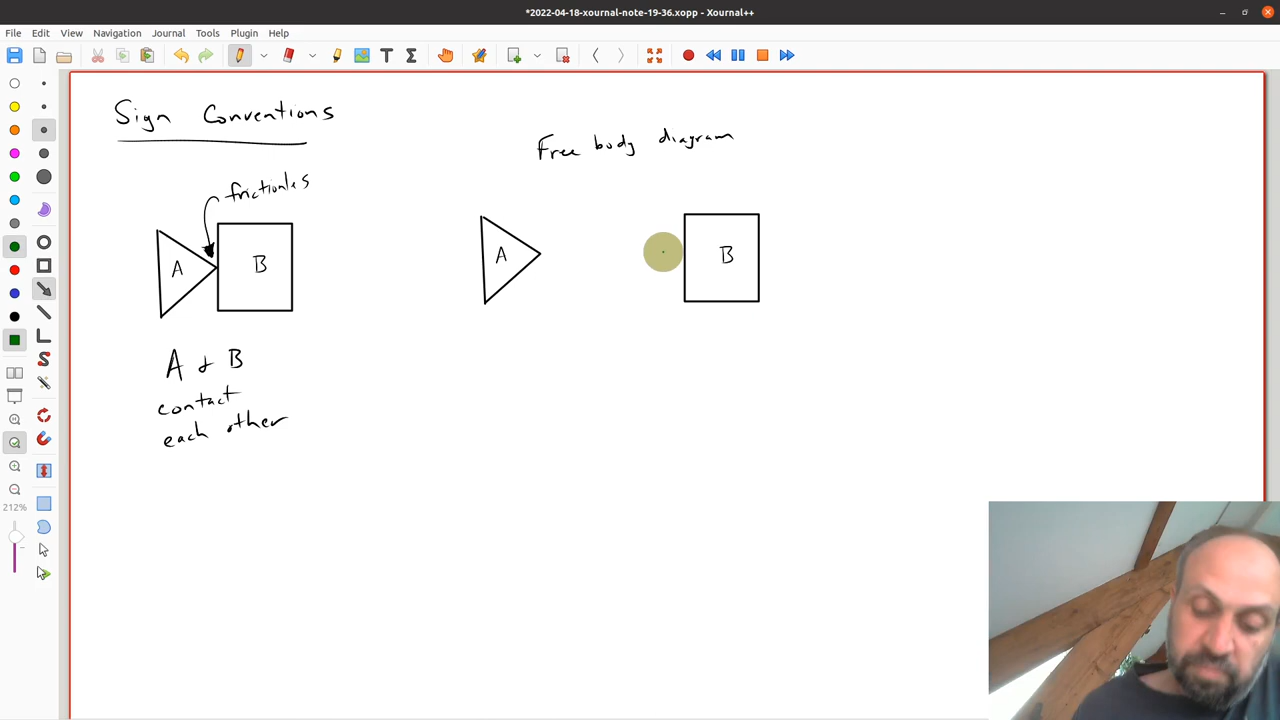 *2022-04-18-xournal-note-19-36.xopp - Xournal++
File Edit View Navigation Journal Tools Plugin Help
Sign Conventions
Free body diagram
frictionles
A B
A B
A & B
contact
each other
212%